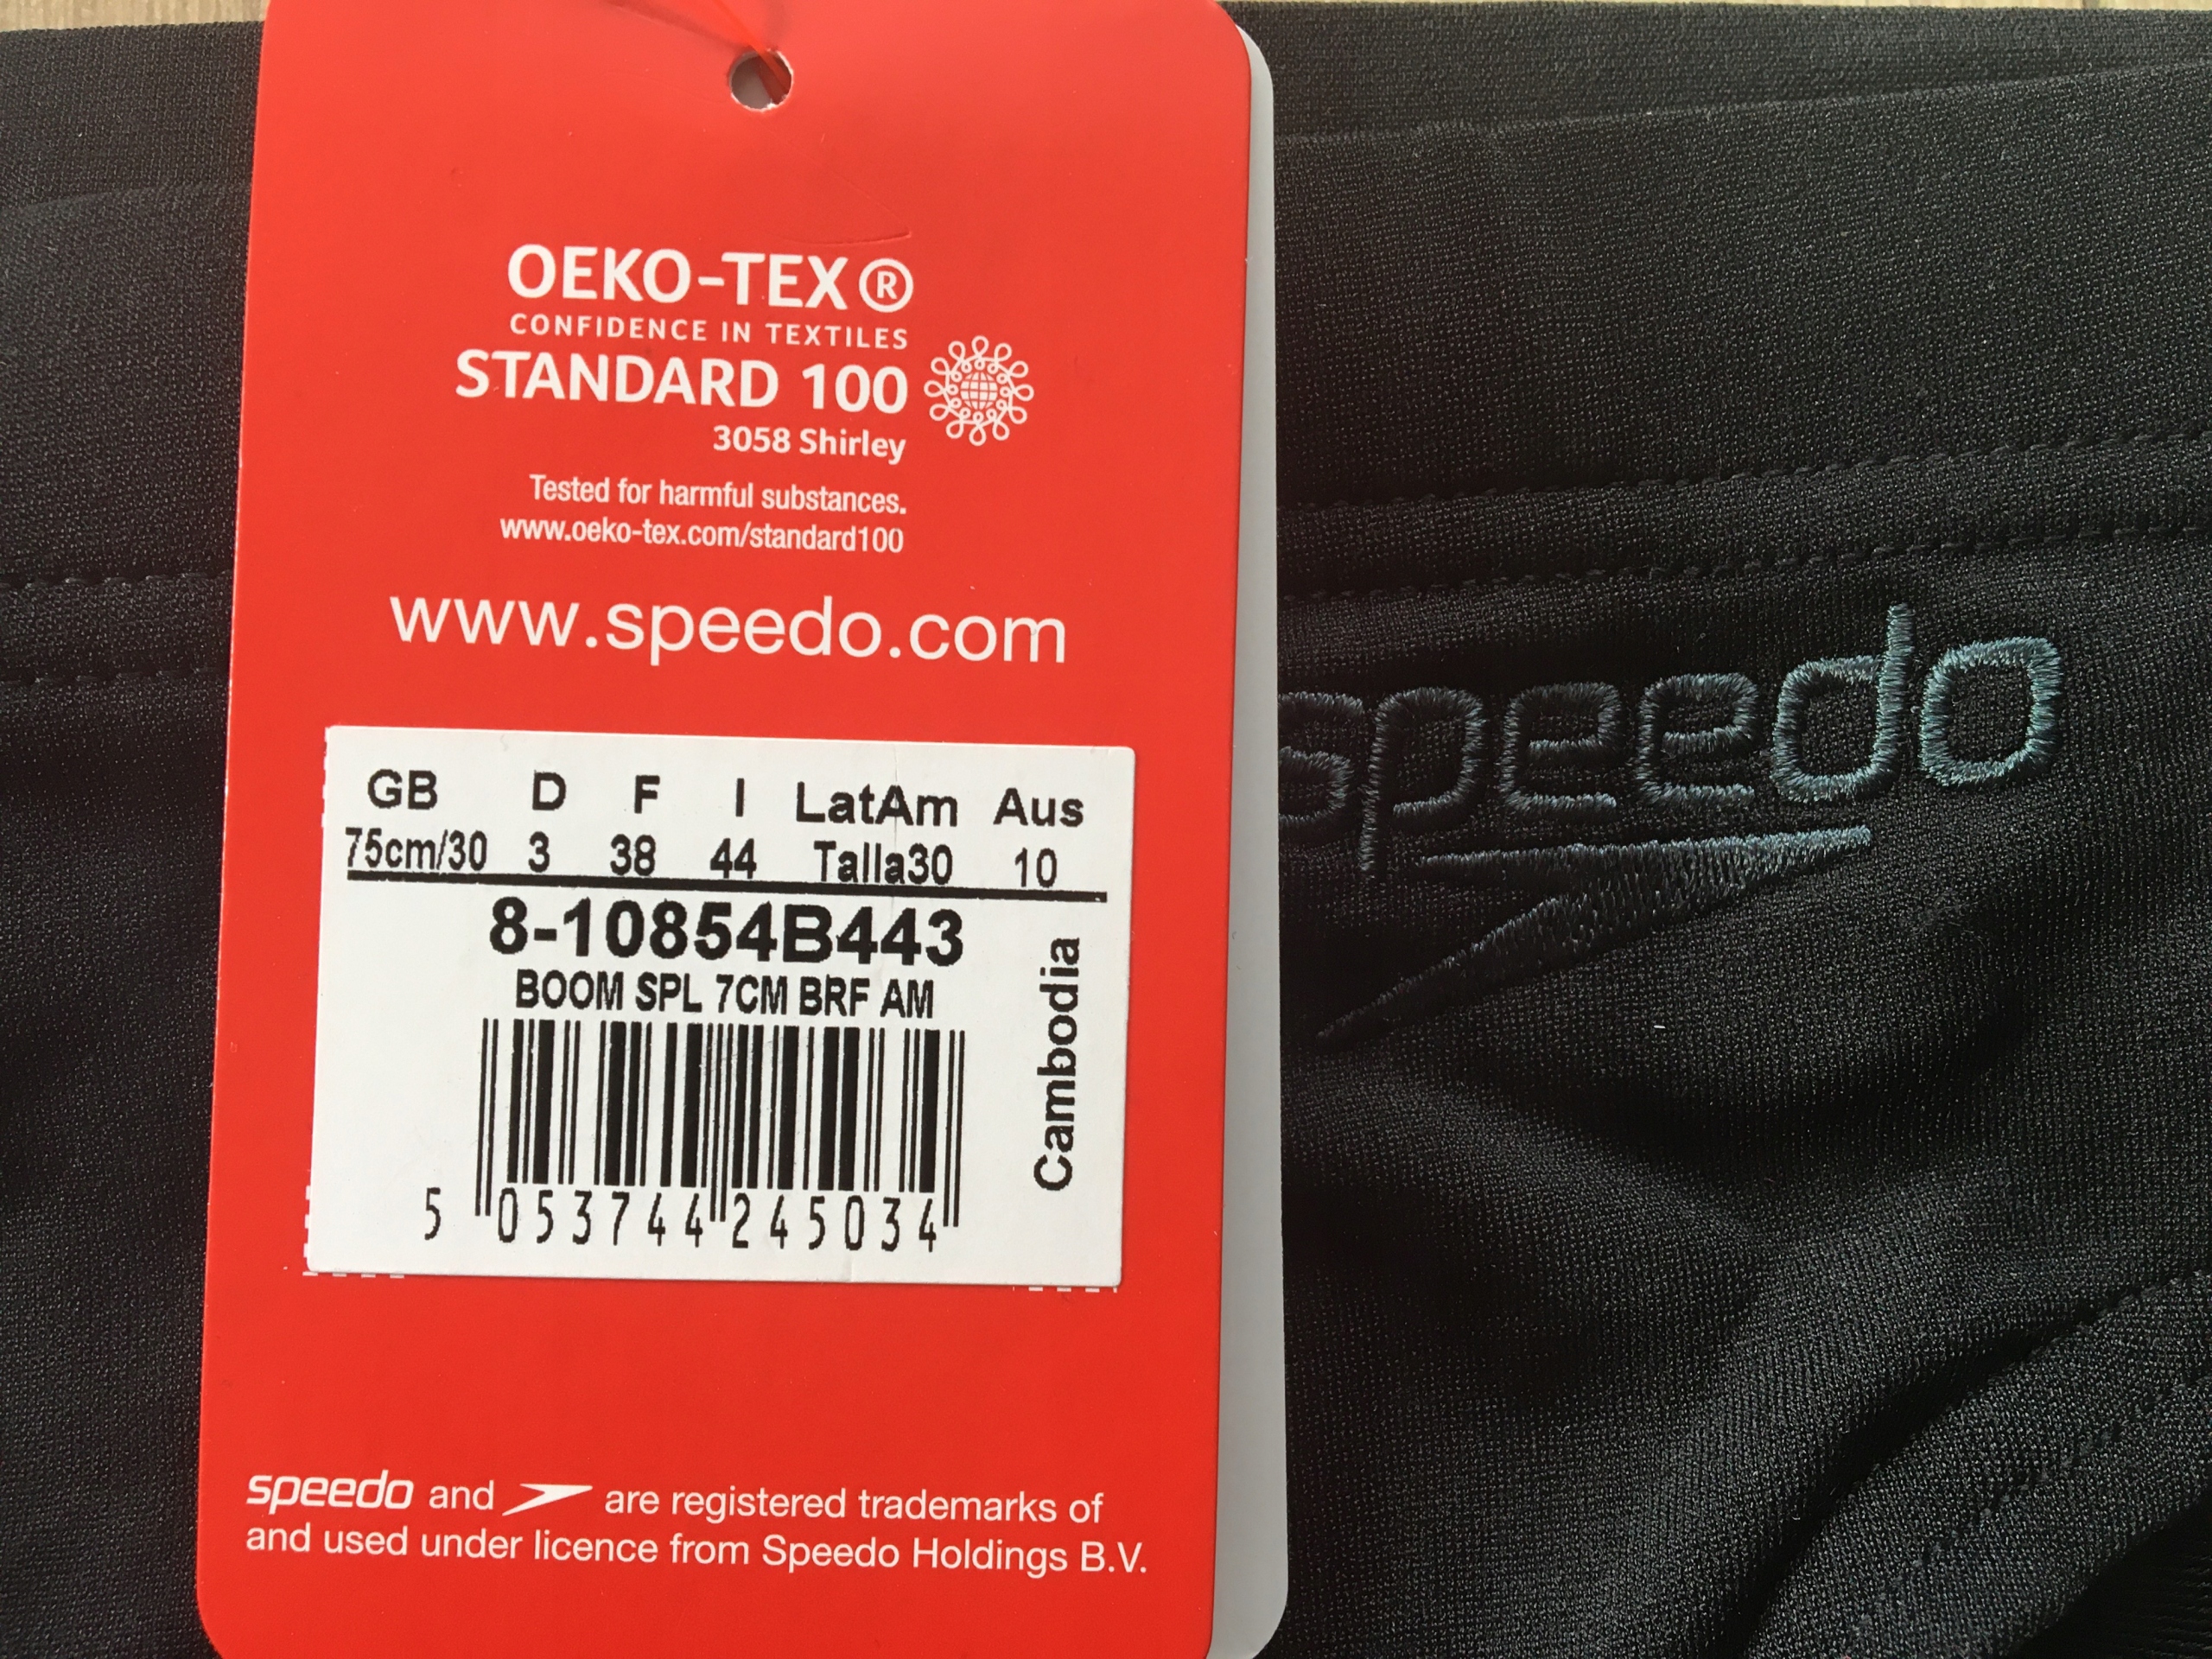 OEKO-TEX®
CONFIDENCE IN TEXTILES
STANDARD 100
3058 Shirley
Tested for harmful substances.
www.oeko-tex.com/standard100
www.speedo.com
GB D F I LatAm Aus
75cm/30 3 38 44 Talla30 10
8-10854B443
BOOM SPL 7CM BRF AM
Cambodia
5 053744 245034
speedo and are registered trademarks of
and used under licence from Speedo Holdings B.V.
speedo